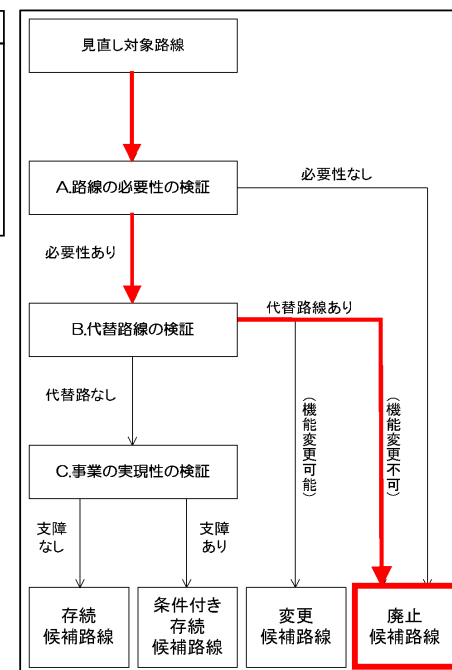 見直し対象路線
必要性なし
A.路線の必要性の検証
必要性あり
代替路線あり
B.代替路線の検証
代替路なし
（機能変更可能）
（機能変更不可）
C.事業の実現性の検証
支障
なし
支障
あり
存続
候補路線
条件付き
存続
候補路線
変更
候補路線
廃止
候補路線